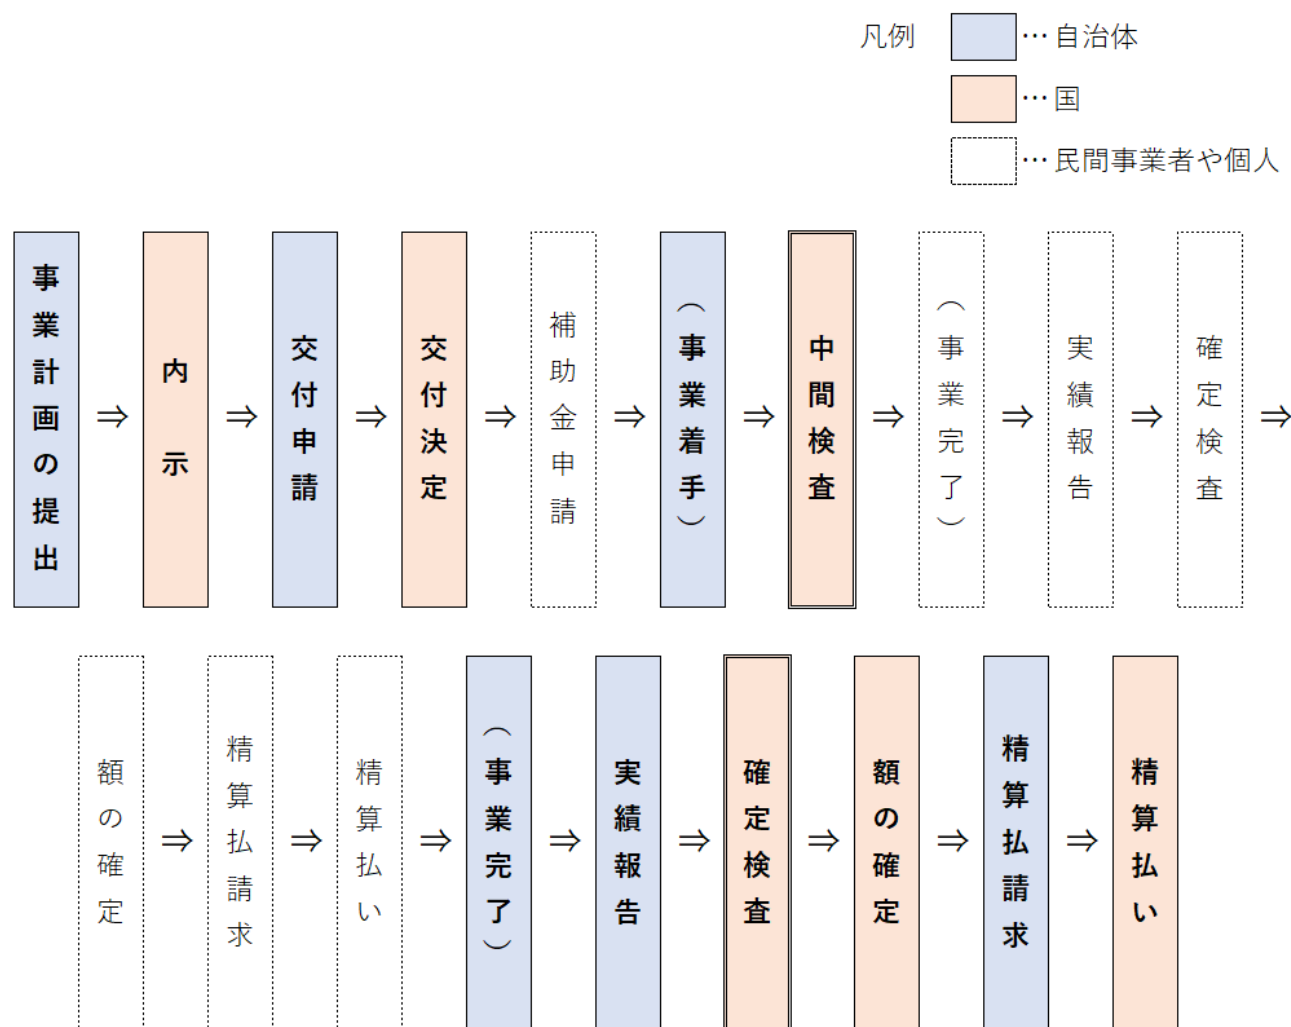 凡例
… 自治体
… 国
… 民間事業者や個人
事業計画の提出
⇒
内示
⇒
交付申請
⇒
交付決定
⇒
補助金申請
⇒
（事業着手）
⇒
中間検査
⇒
（事業完了）
⇒
実績報告
⇒
確定検査
⇒
額の確定
⇒
精算払請求
⇒
精算払い
⇒
（事業完了）
⇒
実績報告
⇒
確定検査
⇒
額の確定
⇒
精算払請求
⇒
精算払い